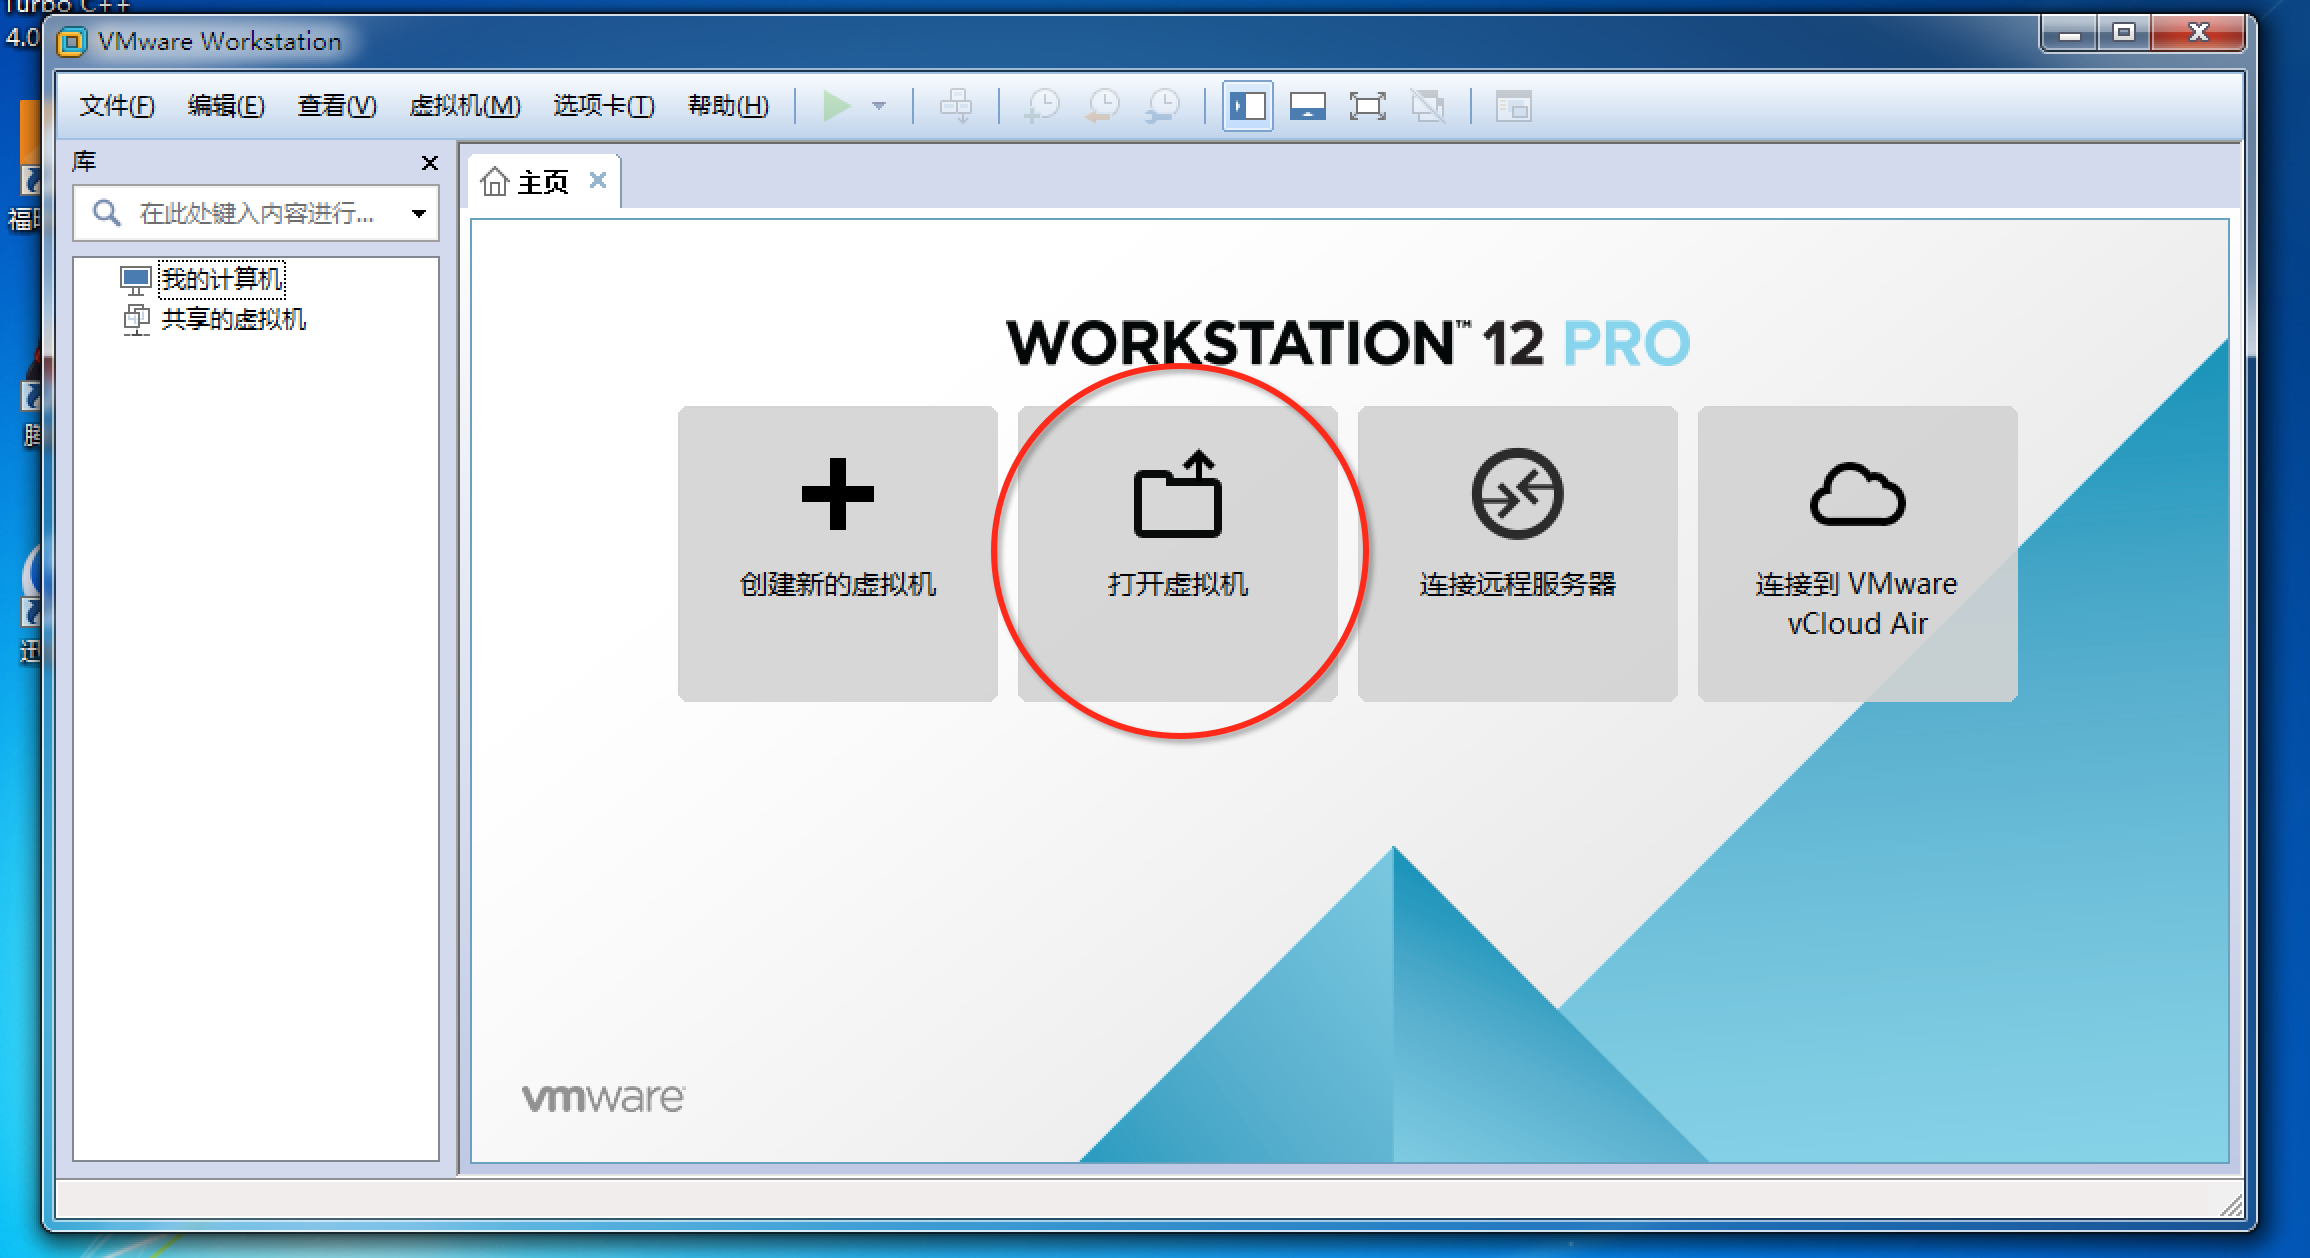 Turbo C++
4.0
VMware Workstation
文件(F) 编辑(E) 查看(V) 虚拟机(M) 选项卡(T) 帮助(H)
库
在此处键入内容进行...
我的计算机
共享的虚拟机
主页
WORKSTATION™ 12 PRO
创建新的虚拟机
打开虚拟机
连接远程服务器
连接到 VMware
vCloud Air
vmware
福
迅